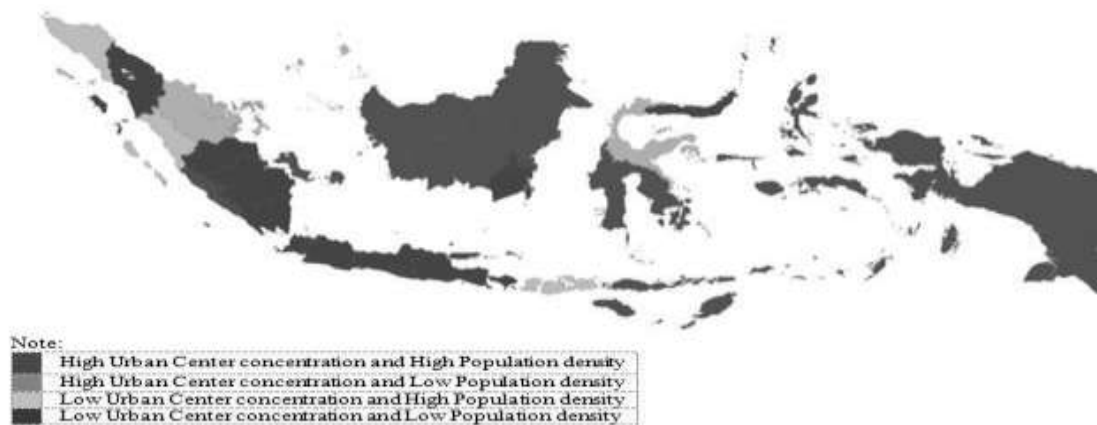 Note:
High Urban Center concentration and High Population density
High Urban Center concentration and Low Population density
Low Urban Center concentration and High Population density
Low Urban Center concentration and Low Population density